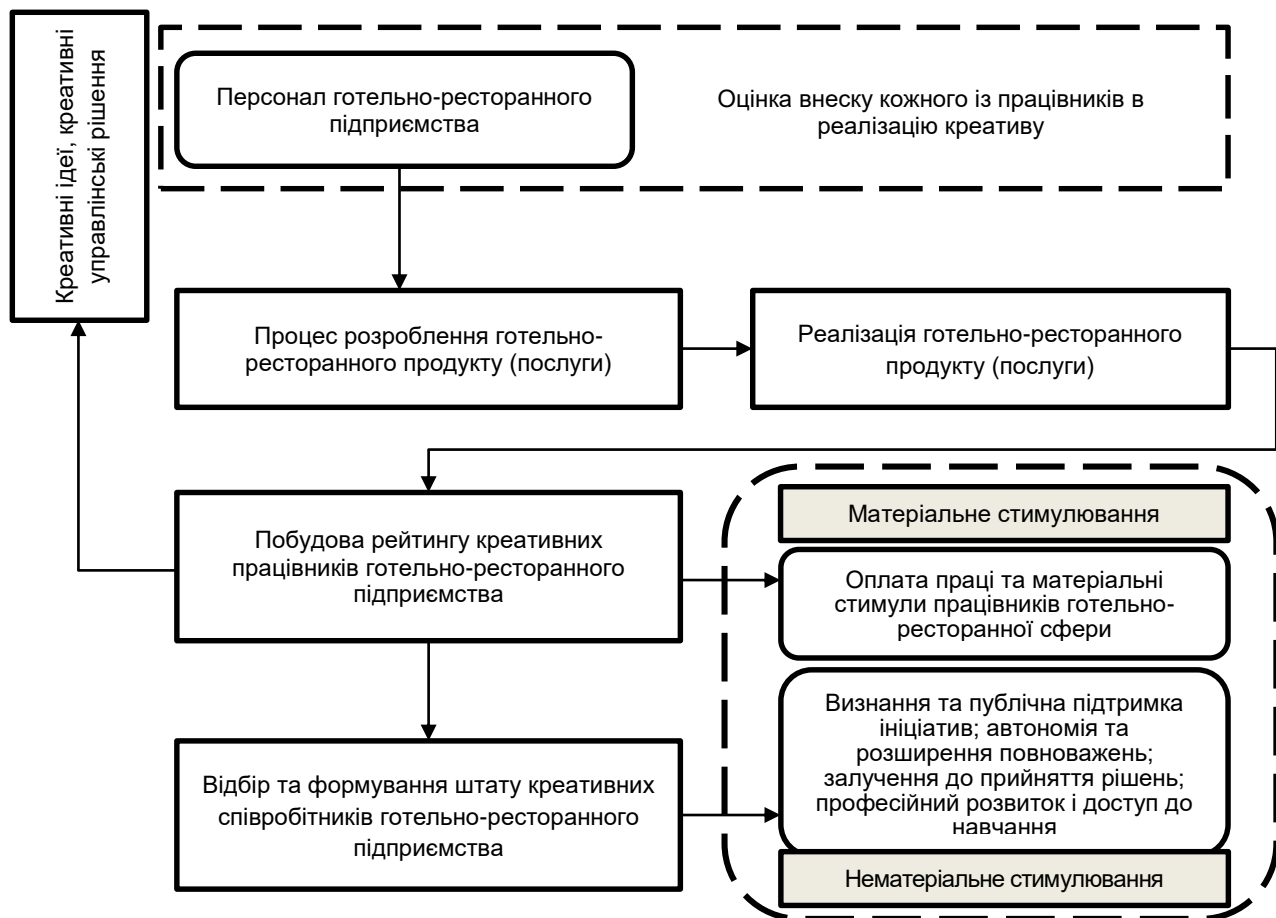 Креативні ідеї, креативні
управлінські рішення
Персонал готельно-ресторанного
підприємства
Оцінка внеску кожного із працівників в
реалізацію креативу
Процес розроблення готельно-
ресторанного продукту (послуги)
Реалізація готельно-ресторанного
продукту (послуги)
Побудова рейтингу креативних
працівників готельно-ресторанного
підприємства
Матеріальне стимулювання
Оплата праці та матеріальні
стимули працівників готельно-
ресторанної сфери
Відбір та формування штату креативних
співробітників готельно-ресторанного
підприємства
Визнання та публічна підтримка
ініціатив; автономія та
розширення повноважень;
залучення до прийняття рішень;
професійний розвиток і доступ до
навчання
Нематеріальне стимулювання